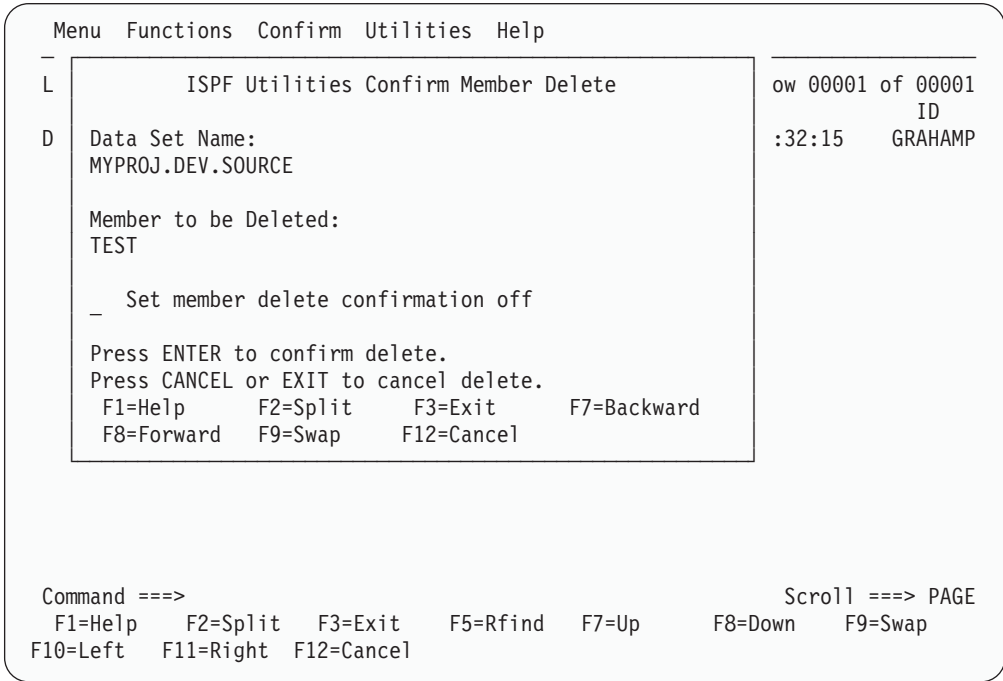 Menu Functions Confirm Utilities Help
L ISPF Utilities Confirm Member Delete ow 00001 of 00001
ID
D Data Set Name: :32:15 GRAHAMP
MYPROJ.DEV.SOURCE
Member to be Deleted:
TEST
_ Set member delete confirmation off
Press ENTER to confirm delete.
Press CANCEL or EXIT to cancel delete.
F1=Help F2=Split F3=Exit F7=Backward
F8=Forward F9=Swap F12=Cancel
Command ===> Scroll ===> PAGE
F1=Help F2=Split F3=Exit F5=Rfind F7=Up F8=Down F9=Swap
F10=Left F11=Right F12=Cancel